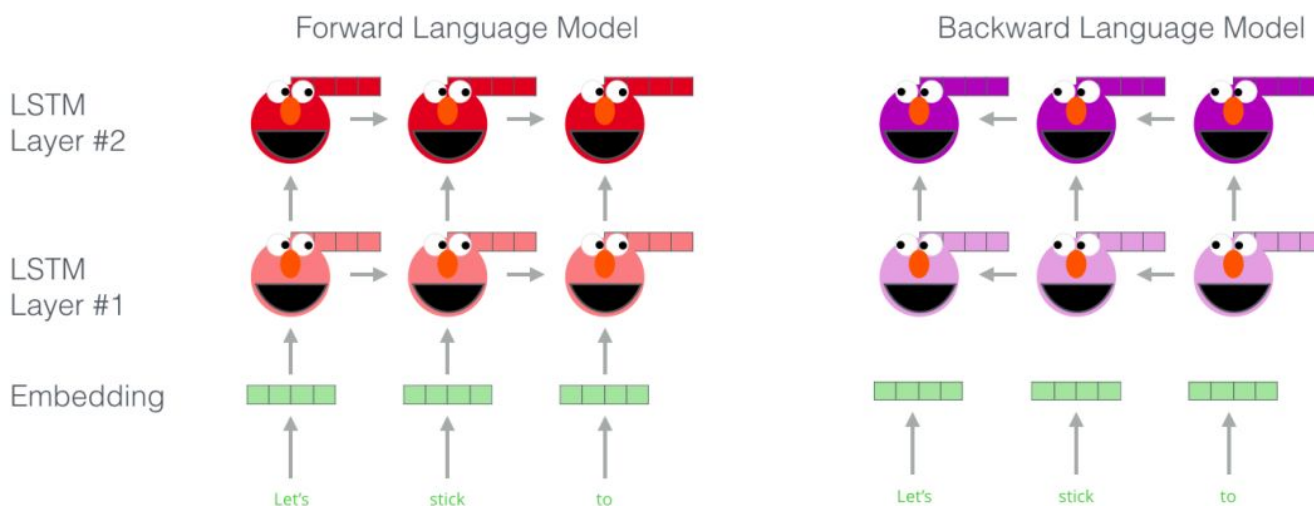 Forward Language Model
Backward Language Model
LSTM
Layer #2
LSTM
Layer #1
Embedding
Let's
stick
to
Let's
stick
to